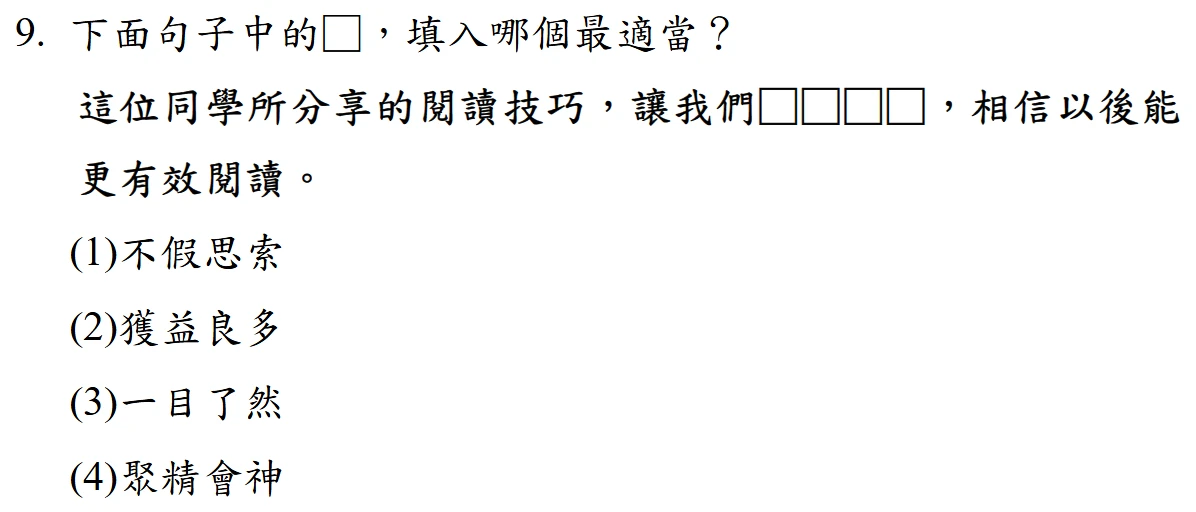 9. 下面句子中的□，填入哪個最適當？
這位同學所分享的閱讀技巧，讓我們□□□□，相信以後能
更有效閱讀。
(1)不假思索
(2)獲益良多
(3)一目了然
(4)聚精會神